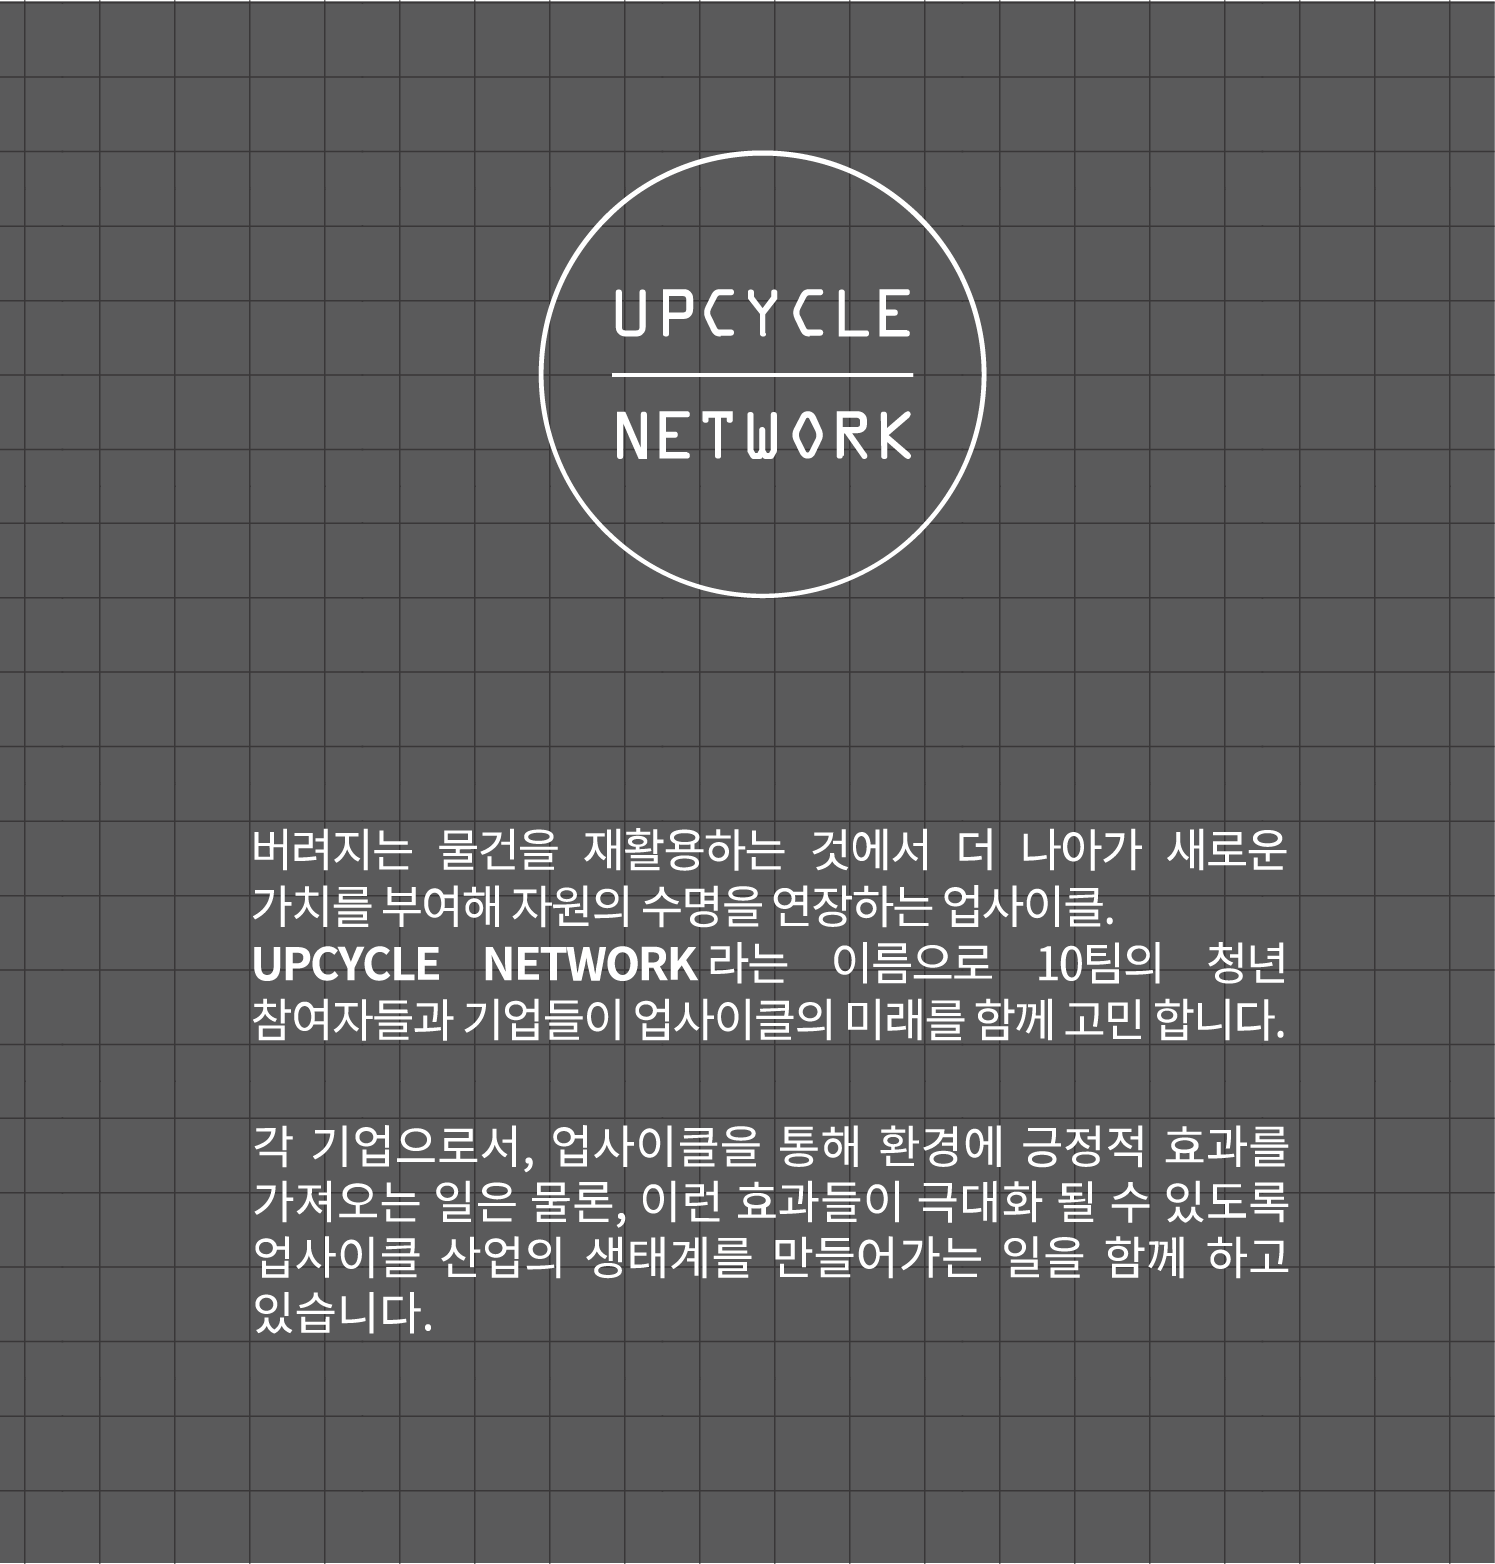 UPCYCLE
NETWORK
버려지는 물건을 재활용하는 것에서 더 나아가 새로운
가치를 부여해 자원의 수명을 연장하는 업사이클.
UPCYCLE NETWORK 라는 이름으로 10팀의 청년
참여자들과 기업들이 업사이클의 미래를 함께 고민 합니다.
각 기업으로서, 업사이클을 통해 환경에 긍정적 효과를
가져오는 일은 물론, 이런 효과들이 극대화 될 수 있도록
업사이클 산업의 생태계를 만들어가는 일을 함께 하고
있습니다.